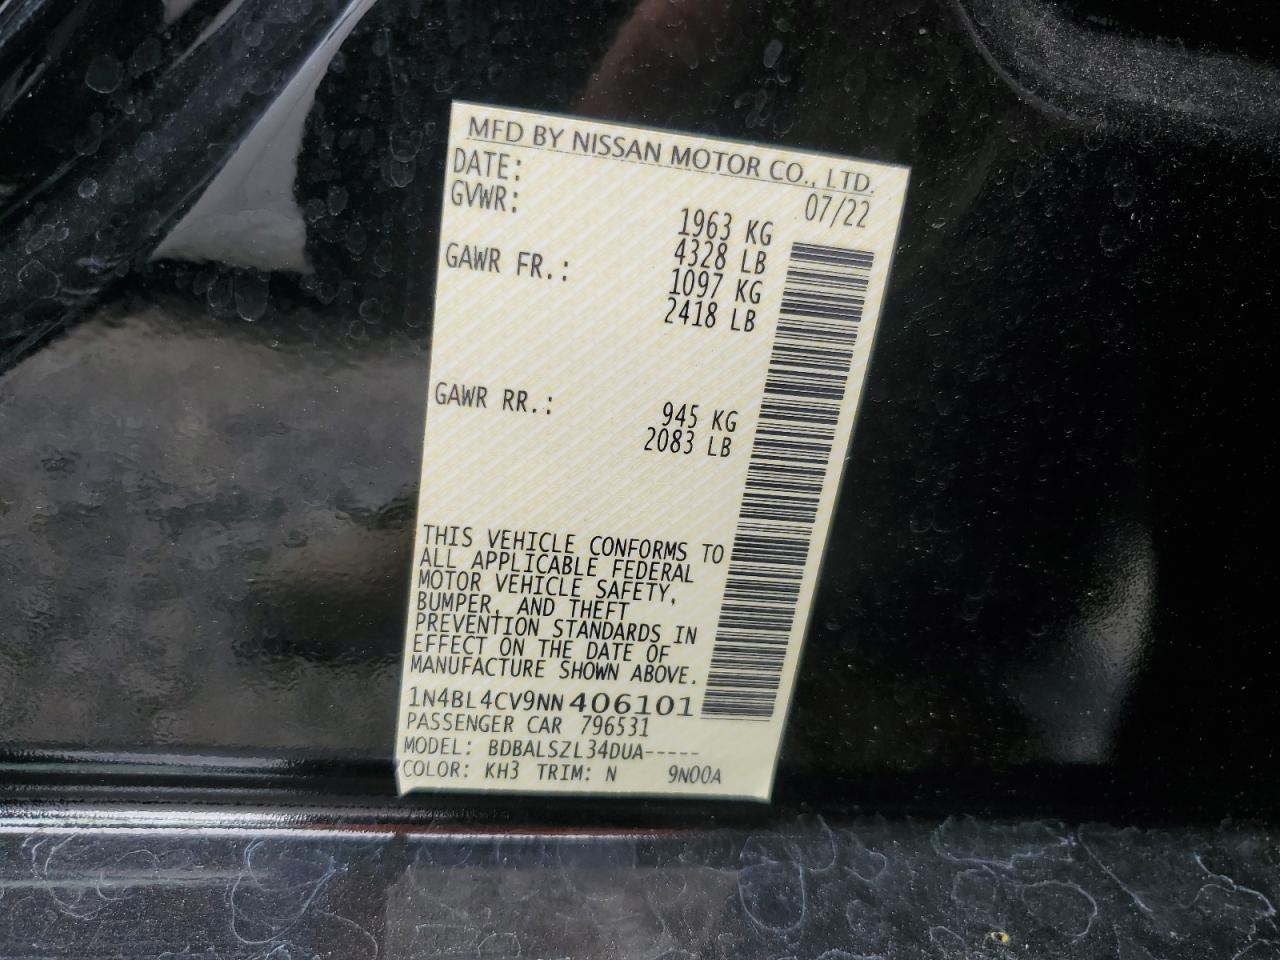 MFD BY NISSAN MOTOR CO., LTD.
DATE: 07/22
GVWR: 1963 KG
4328 LB
GAWR FR.: 1097 KG
2418 LB
GAWR RR.: 945 KG
2083 LB
THIS VEHICLE CONFORMS TO
ALL APPLICABLE FEDERAL
MOTOR VEHICLE SAFETY,
BUMPER, AND THEFT
PREVENTION STANDARDS IN
EFFECT ON THE DATE OF
MANUFACTURE SHOWN ABOVE.
1N4BL4CV9NN406101
PASSENGER CAR 796531
MODEL: BDBALSZL34DUA-----
COLOR: KH3 TRIM: N 9N00A